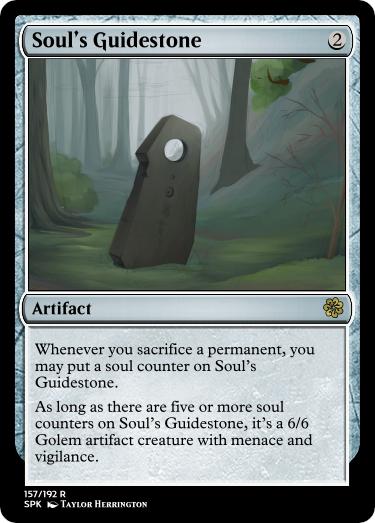 Soul's Guidestone 2
Artifact
Whenever you sacrifice a permanent, you
may put a soul counter on Soul's
Guidestone.
As long as there are five or more soul
counters on Soul's Guidestone, it's a 6/6
Golem artifact creature with menace and
vigilance.
157/192 R
SPK Taylor Herrington